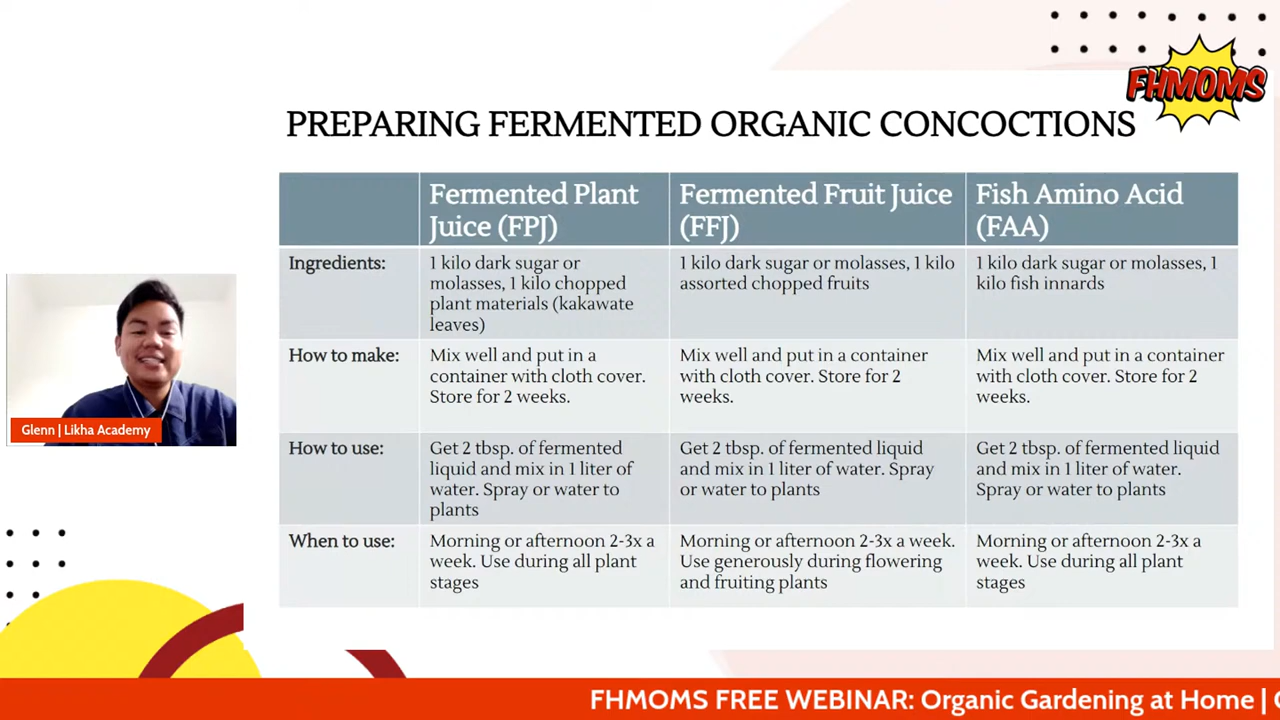 FHMOMS
PREPARING FERMENTED ORGANIC CONCOCTIONS
Fermented Plant
Juice (FPJ)
Fermented Fruit Juice
(FFJ)
Fish Amino Acid
(FAA)
Ingredients:
1 kilo dark sugar or
molasses, 1 kilo chopped
plant materials (kakawate
leaves)
1 kilo dark sugar or molasses, 1 kilo
assorted chopped fruits
1 kilo dark sugar or molasses, 1
kilo fish innards
How to make:
Mix well and put in a
container with cloth cover.
Store for 2 weeks.
Mix well and put in a container
with cloth cover. Store for 2
weeks.
Mix well and put in a container
with cloth cover. Store for 2
weeks.
How to use:
Get 2 tbsp. of fermented
liquid and mix in 1 liter of
water. Spray or water to
plants
Get 2 tbsp. of fermented liquid
and mix in 1 liter of water. Spray
or water to plants
Get 2 tbsp. of fermented liquid
and mix in 1 liter of water.
Spray or water to plants
When to use:
Morning or afternoon 2-3x a
week. Use during all plant
stages
Morning or afternoon 2-3x a week.
Use generously during flowering
and fruiting plants
Morning or afternoon 2-3x a
week. Use during all plant
stages
Glenn | Likha Academy
FHMOMS FREE WEBINAR: Organic Gardening at Home |